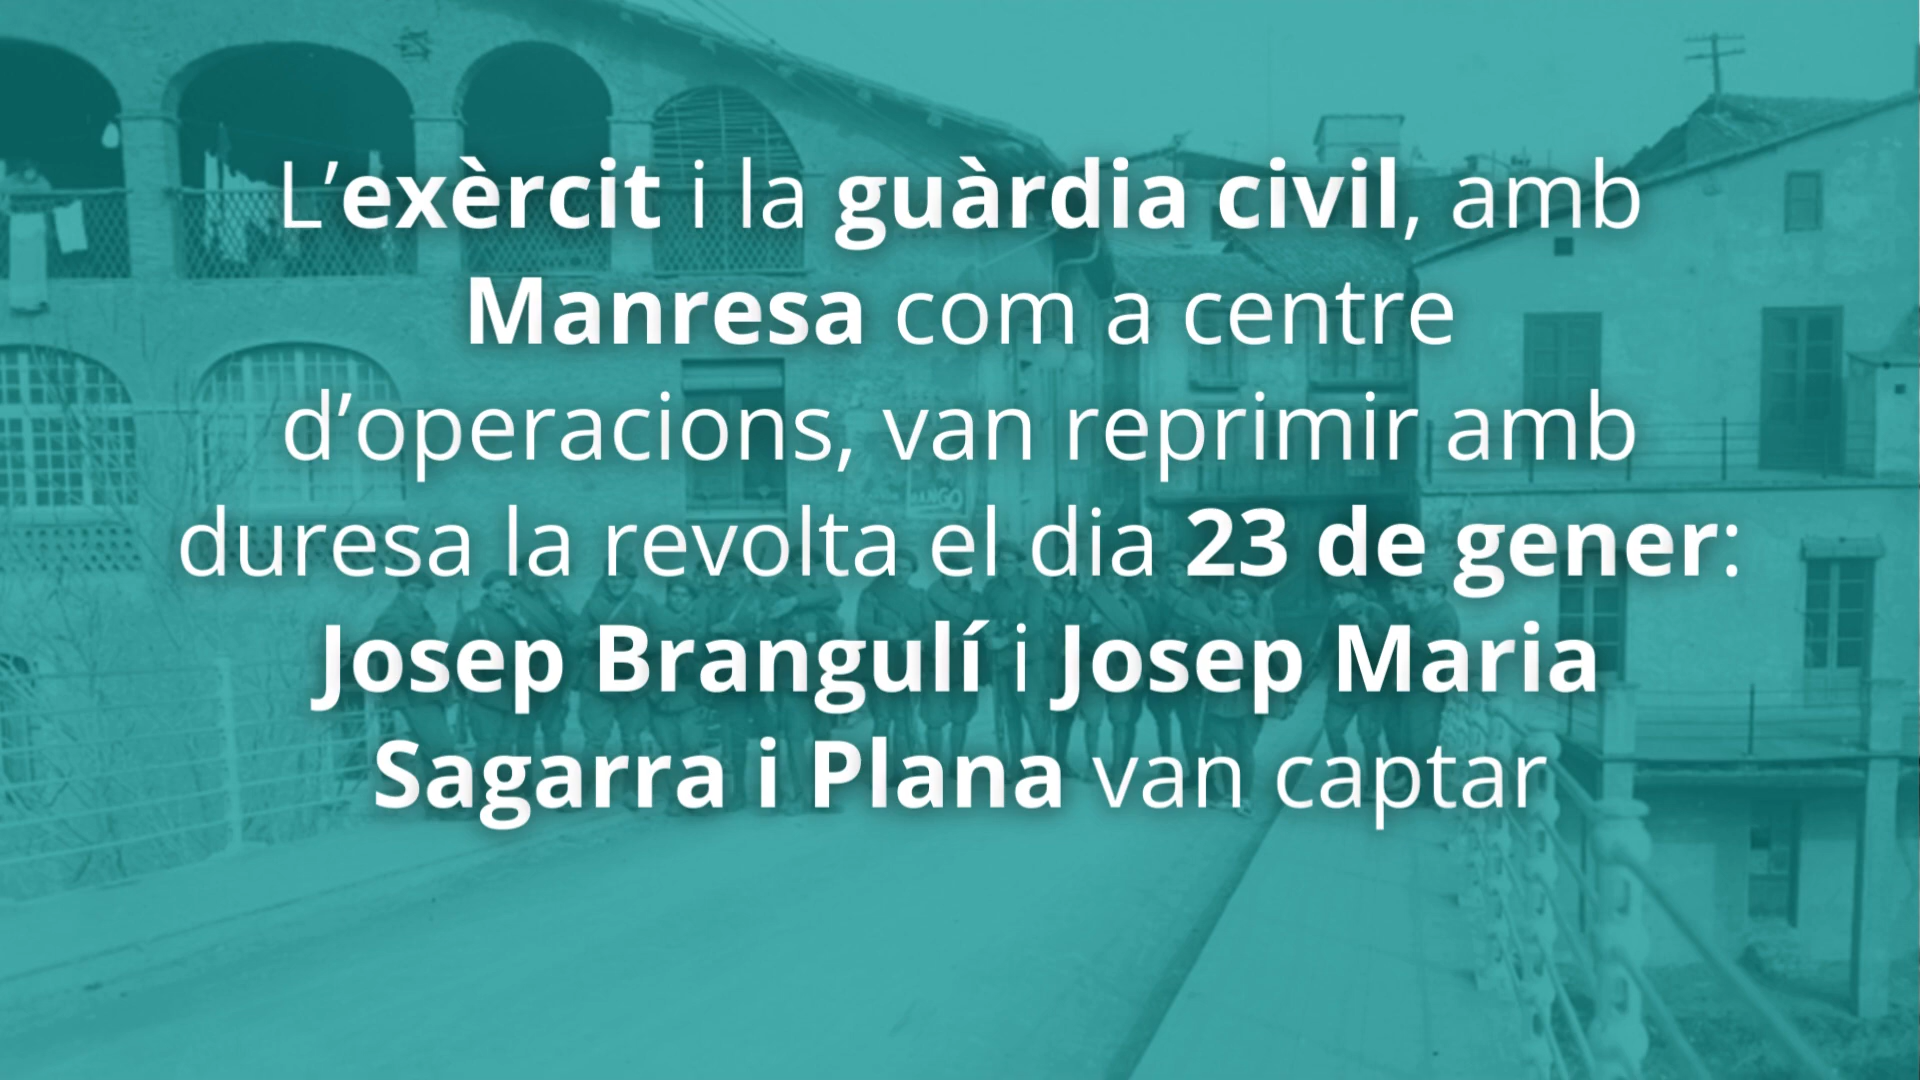 L’exèrcit i la guàrdia civil, amb
Manresa com a centre
d’operacions, van reprimir amb
duresa la revolta el dia 23 de gener:
Josep Brangulí i Josep Maria
Sagarra i Plana van captar